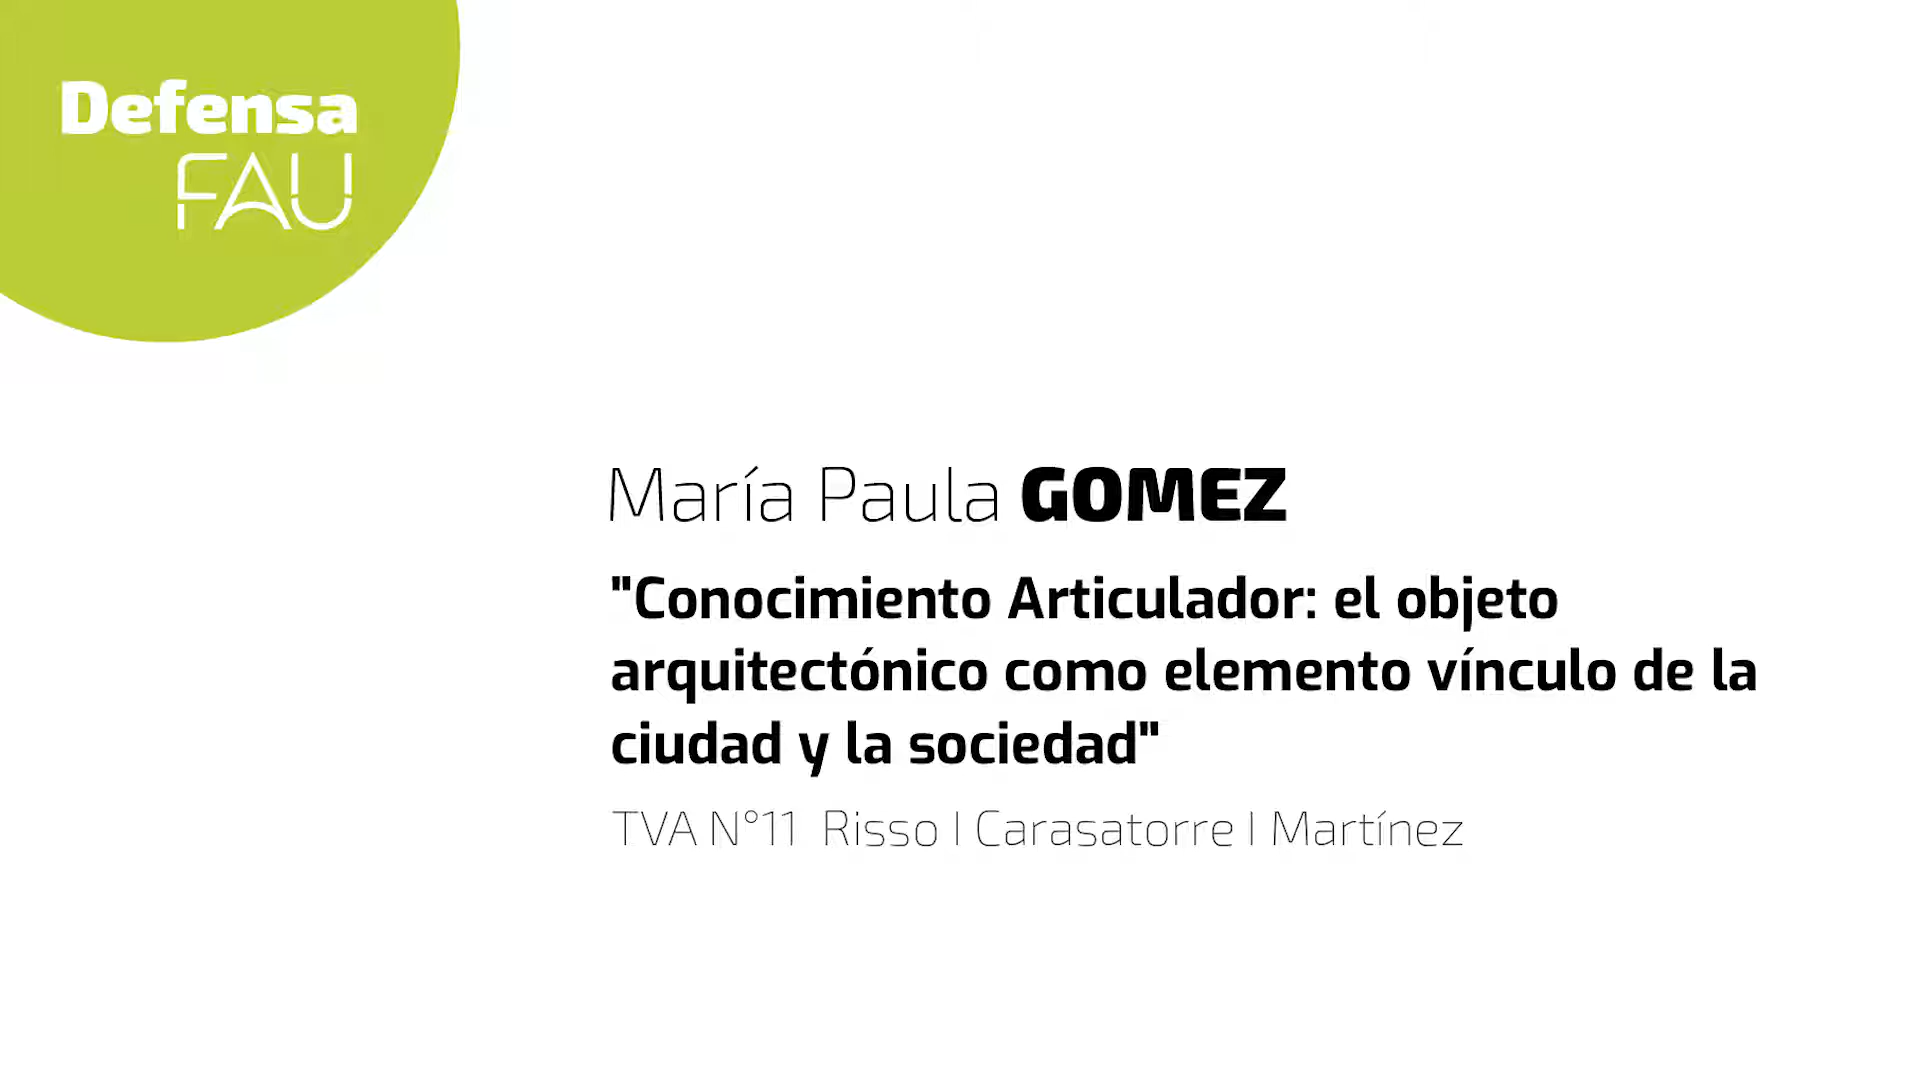 Defensa
FAU
María Paula GOMEZ
"Conocimiento Articulador: el objeto
arquitectónico como elemento vínculo de la
ciudad y la sociedad"
TVA N°11 Risso | Carasatorre | Martínez